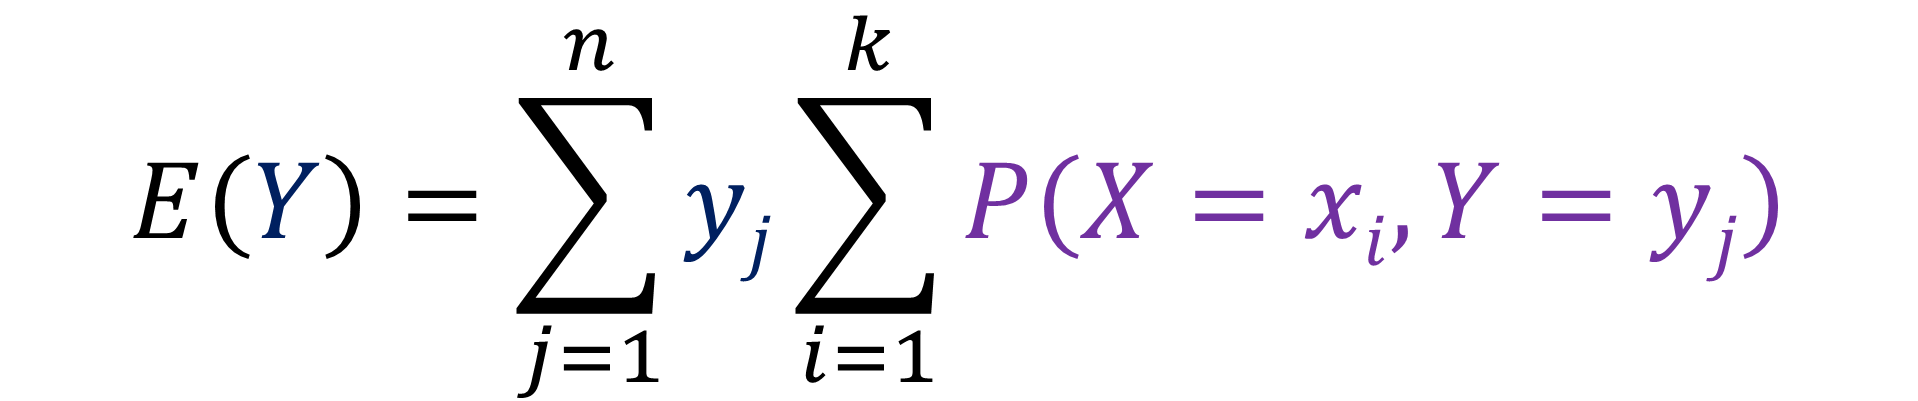 E(Y) = \sum_{j=1}^{n} y_j \sum_{i=1}^{k} P(X = x_i, Y = y_j)